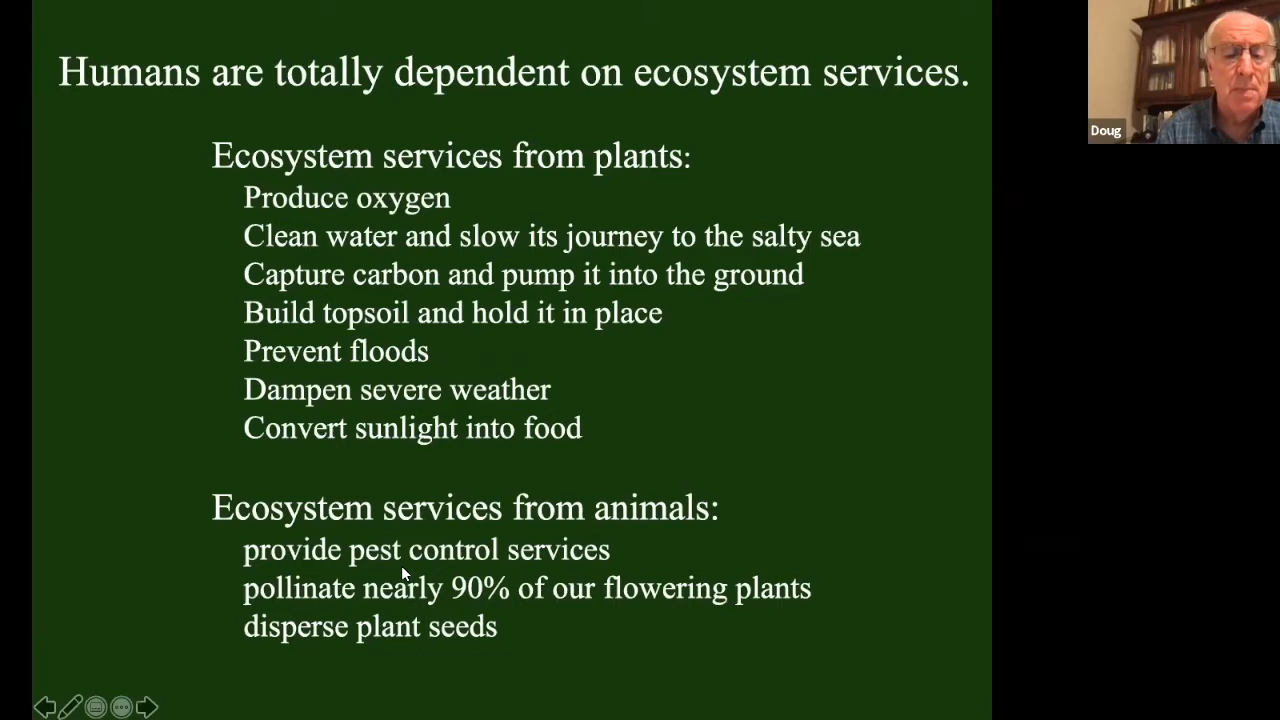 Humans are totally dependent on ecosystem services.
Ecosystem services from plants:
Produce oxygen
Clean water and slow its journey to the salty sea
Capture carbon and pump it into the ground
Build topsoil and hold it in place
Prevent floods
Dampen severe weather
Convert sunlight into food
Ecosystem services from animals:
provide pest control services
pollinate nearly 90% of our flowering plants
disperse plant seeds
Doug